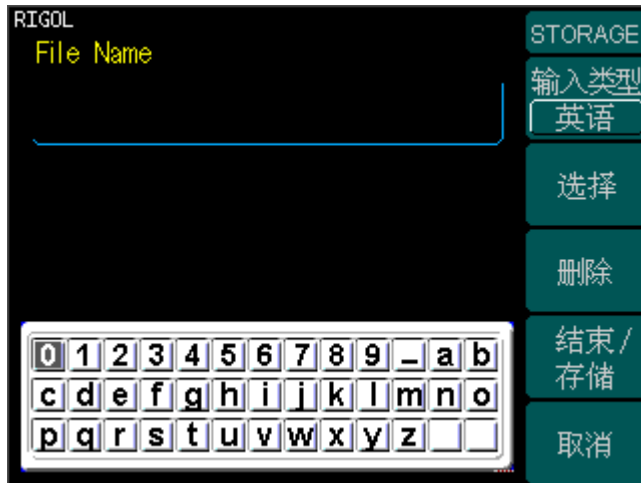 RIGOL
File Name
STORAGE
输入类型
英语
选择
删除
结束/
存储
取消
0 1 2 3 4 5 6 7 8 9 _ a b
c d e f g h i j k l m n o
p q r s t u v w x y z